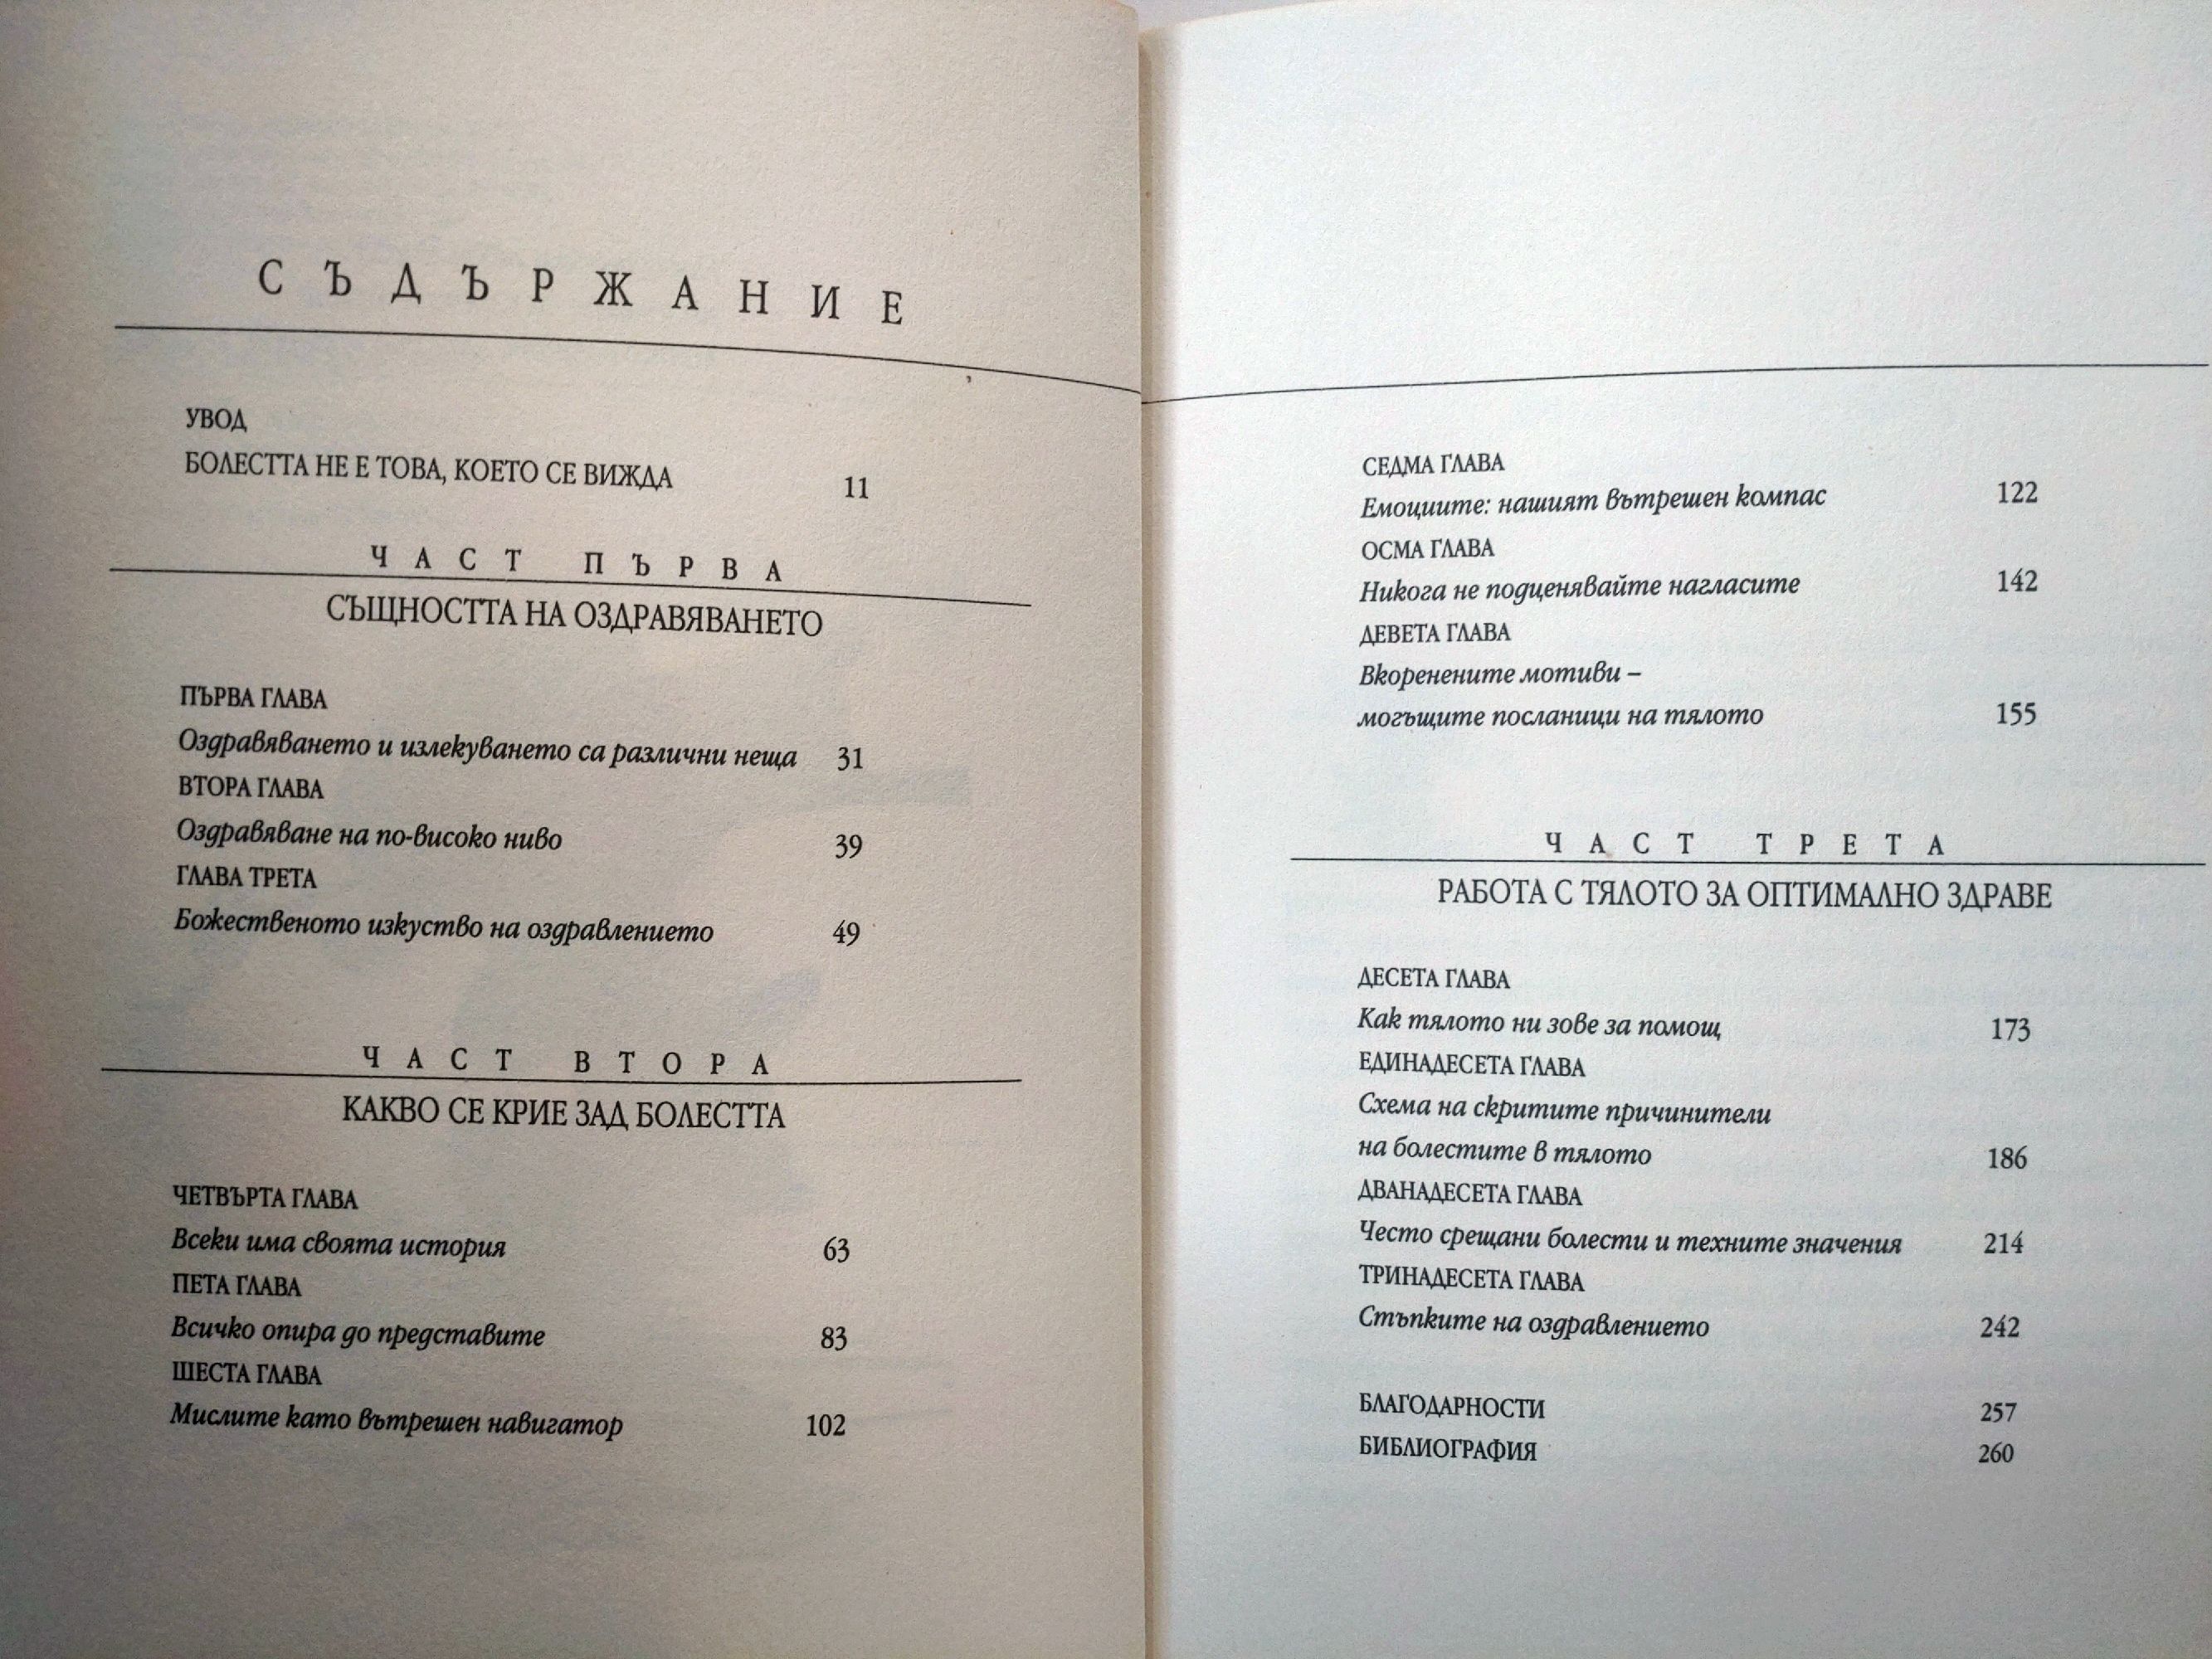 СЪДЪРЖАНИЕ
УВОД
БОЛЕСТТА НЕ Е ТОВА, КОЕТО СЕ ВИЖДА 11
ЧАСТ ПЪРВА
СЪЩНОСТТА НА ОЗДРАВЯВАНЕТО
ПЪРВА ГЛАВА
Оздравяването и излекуването са различни неща 31
ВТОРА ГЛАВА
Оздравяване на по-високо ниво 39
ГЛАВА ТРЕТА
Божественото изкуство на оздравлението 49
ЧАСТ ВТОРА
КАКВО СЕ КРИЕ ЗАД БОЛЕСТТА
ЧЕТВЪРТА ГЛАВА
Всеки има своята история 63
ПЕТА ГЛАВА
Всичко опира до представите 83
ШЕСТА ГЛАВА
Мислите като вътрешен навигатор 102
СЕДМА ГЛАВА
Емоциите: нашият вътрешен компас 122
ОСМА ГЛАВА
Никога не подценявайте нагласите 142
ДЕВЕТА ГЛАВА
Вкоренените мотиви –
могъщите посланици на тялото 155
ЧАСТ ТРЕТА
РАБОТА С ТЯЛОТО ЗА ОПТИМАЛНО ЗДРАВЕ
ДЕСЕТА ГЛАВА
Как тялото ни зове за помощ 173
ЕДИНАДЕСЕТА ГЛАВА
Схема на скритите причинители
на болестите в тялото 186
ДВАНАДЕСЕТА ГЛАВА
Често срещани болести и техните значения 214
ТРИНАДЕСЕТА ГЛАВА
Стъпките на оздравлението 242
БЛАГОДАРНОСТИ 257
БИБЛИОГРАФИЯ 260